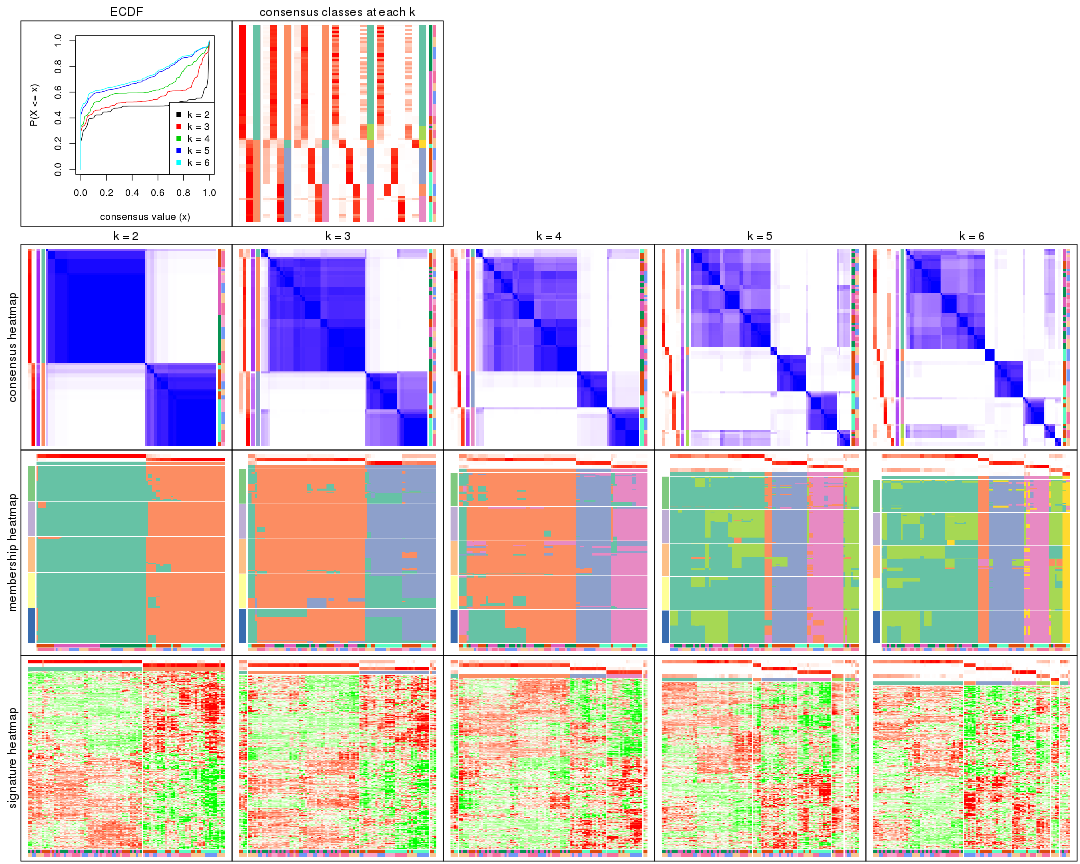 ECDF
consensus classes at each k
P(X <= x)
0.0 0.2 0.4 0.6 0.8 1.0
k = 2
k = 3
k = 4
k = 5
k = 6
0.0 0.2 0.4 0.6 0.8 1.0
consensus value (x)
k = 2
k = 3
k = 4
k = 5
k = 6
consensus heatmap
membership heatmap
signature heatmap